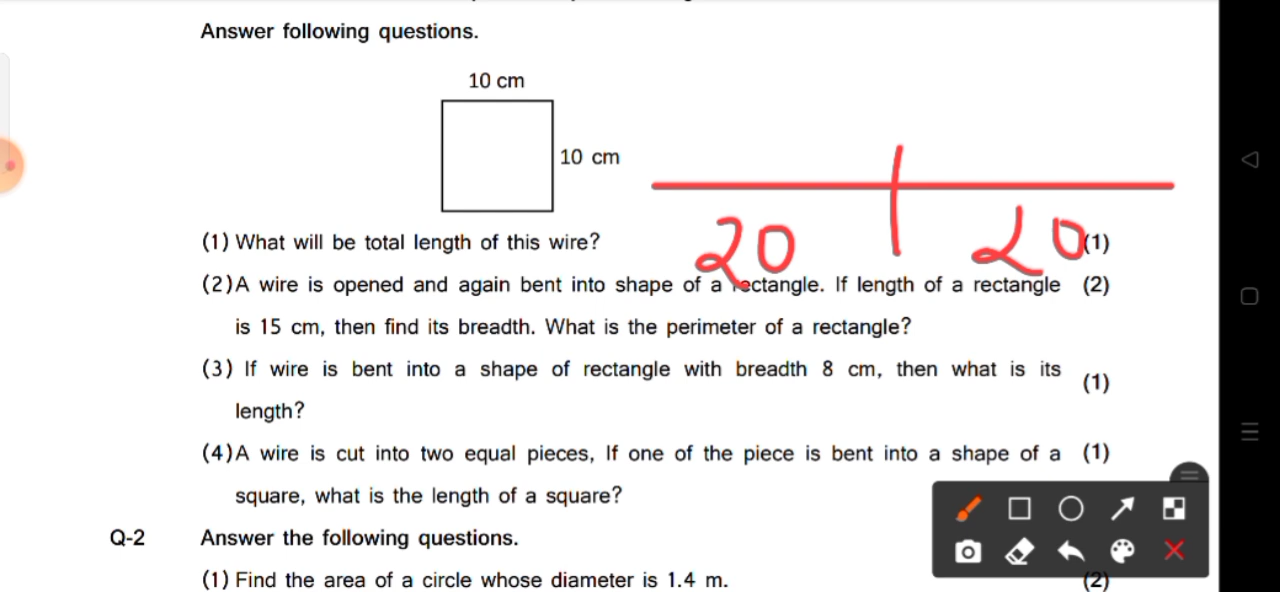 Answer following questions.
10 cm
10 cm
20 20
(1) What will be total length of this wire? (1)
(2)A wire is opened and again bent into shape of a rectangle. If length of a rectangle (2)
is 15 cm, then find its breadth. What is the perimeter of a rectangle?
(3) If wire is bent into a shape of rectangle with breadth 8 cm, then what is its (1)
length?
(4)A wire is cut into two equal pieces, If one of the piece is bent into a shape of a (1)
square, what is the length of a square?
Q-2 Answer the following questions.
(1) Find the area of a circle whose diameter is 1.4 m. (2)